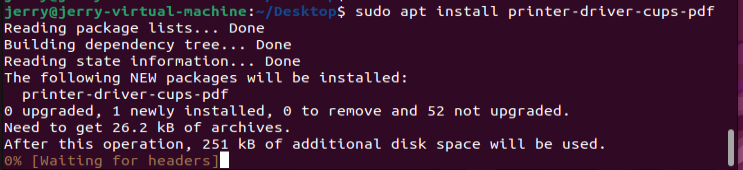 jerry@jerry-virtual-machine:~/Desktop$ sudo apt install printer-driver-cups-pdf
Reading package lists... Done
Building dependency tree... Done
Reading state information... Done
The following NEW packages will be installed:
  printer-driver-cups-pdf
0 upgraded, 1 newly installed, 0 to remove and 52 not upgraded.
Need to get 26.2 kB of archives.
After this operation, 251 kB of additional disk space will be used.
0% [Waiting for headers]